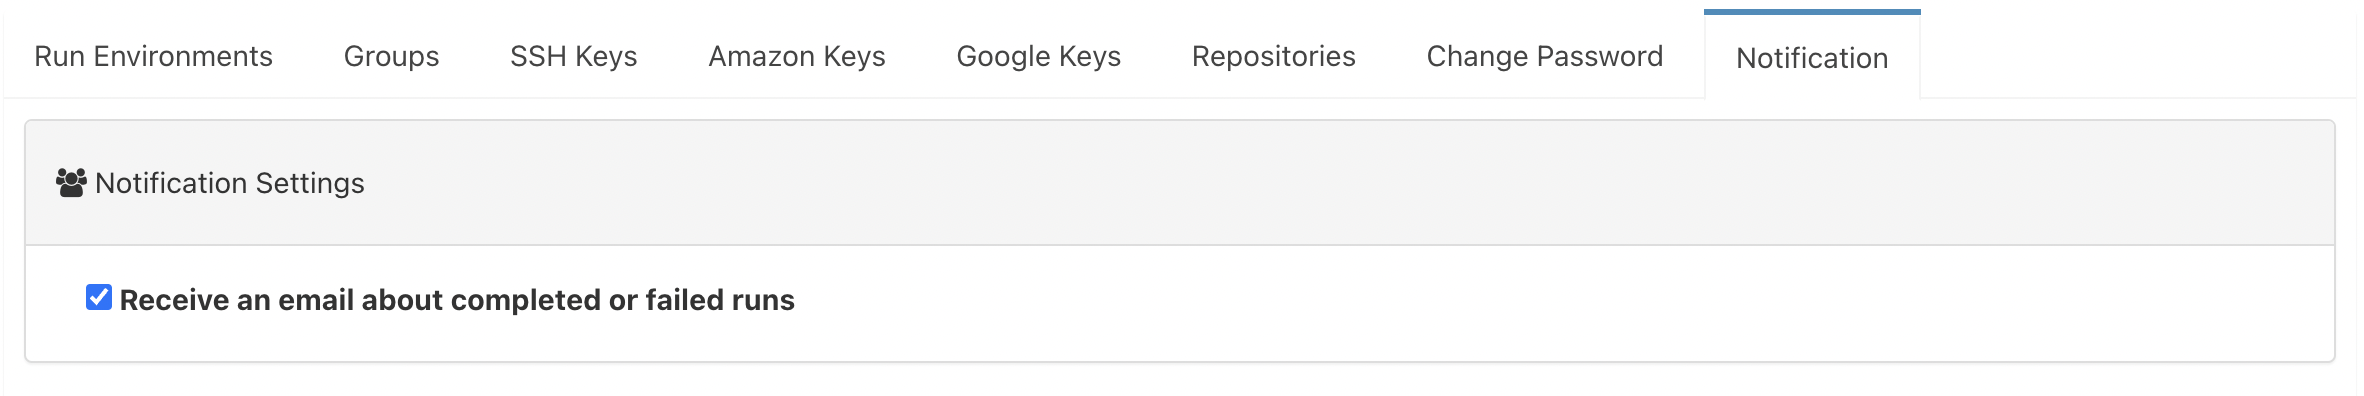 Run Environments Groups SSH Keys Amazon Keys Google Keys Repositories Change Password Notification
Notification Settings
Receive an email about completed or failed runs